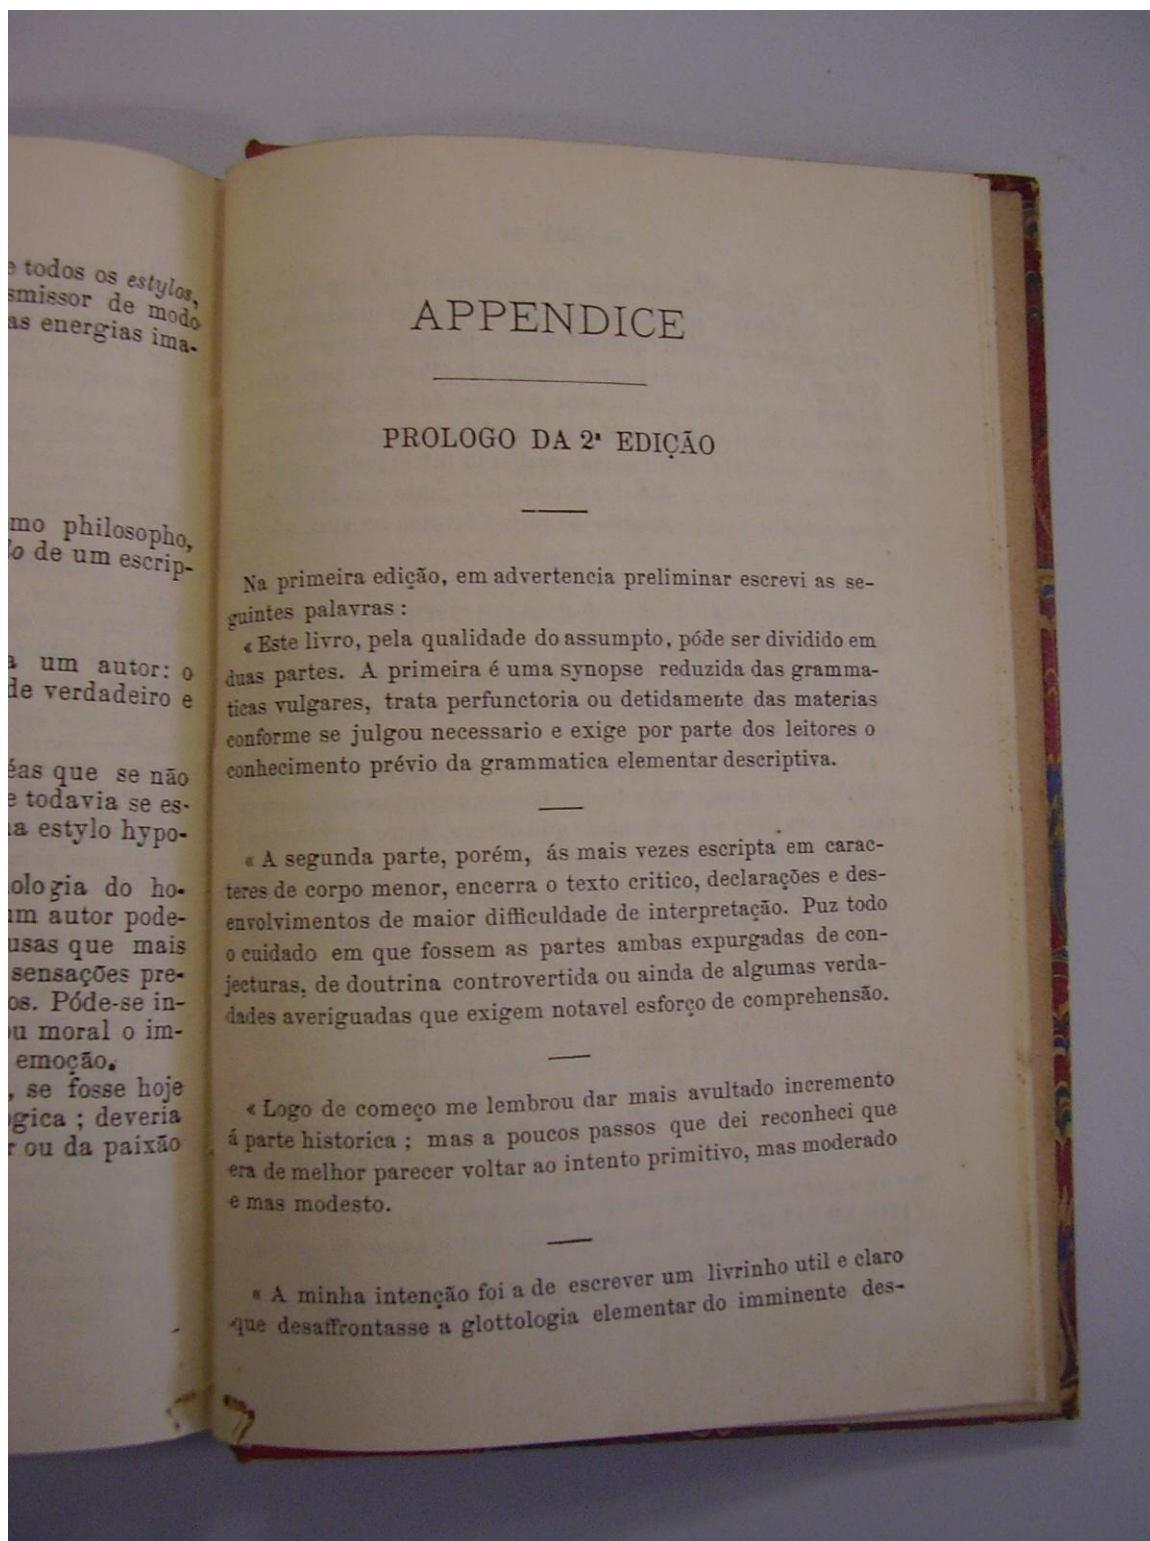 e todos os estylos,
smissor de modo
as energias ima-
mo philosopho,
lo de um escrip-
a um autor: o
de verdadeiro e
éas que se não
e todavia se es-
na estylo hypo-
ologia do ho-
um autor pode-
usas que mais
sensações pre-
os. Póde-se in-
ou moral o im-
emoção.
, se fosse hoje
ogica ; deveria
r ou da paixão
APPENDICE
PROLOGO DA 2ª EDIÇÃO
Na primeira edição, em advertencia preliminar escrevi as se-
guintes palavras :
« Este livro, pela qualidade do assumpto, póde ser dividido em
duas partes. A primeira é uma synopse reduzida das gramma-
ticas vulgares, trata perfunctoria ou detidamente das materias
conforme se julgou necessario e exige por parte dos leitores o
conhecimento prévio da grammatica elementar descriptiva.
« A segunda parte, porém, ás mais vezes escripta em carac-
teres de corpo menor, encerra o texto critico, declarações e des-
envolvimentos de maior difficuldade de interpretação. Puz todo
o cuidado em que fossem as partes ambas expurgadas de con-
jecturas, de doutrina controvertida ou ainda de algumas verda-
dades averiguadas que exigem notavel esforço de comprehensão.
« Logo de começo me lembrou dar mais avultado incremento
á parte historica ; mas a poucos passos que dei reconheci que
era de melhor parecer voltar ao intento primitivo, mas moderado
e mas modesto.
« A minha intenção foi a de escrever um livrinho util e claro
que desaffrontasse a glottologia elementar do imminente des-